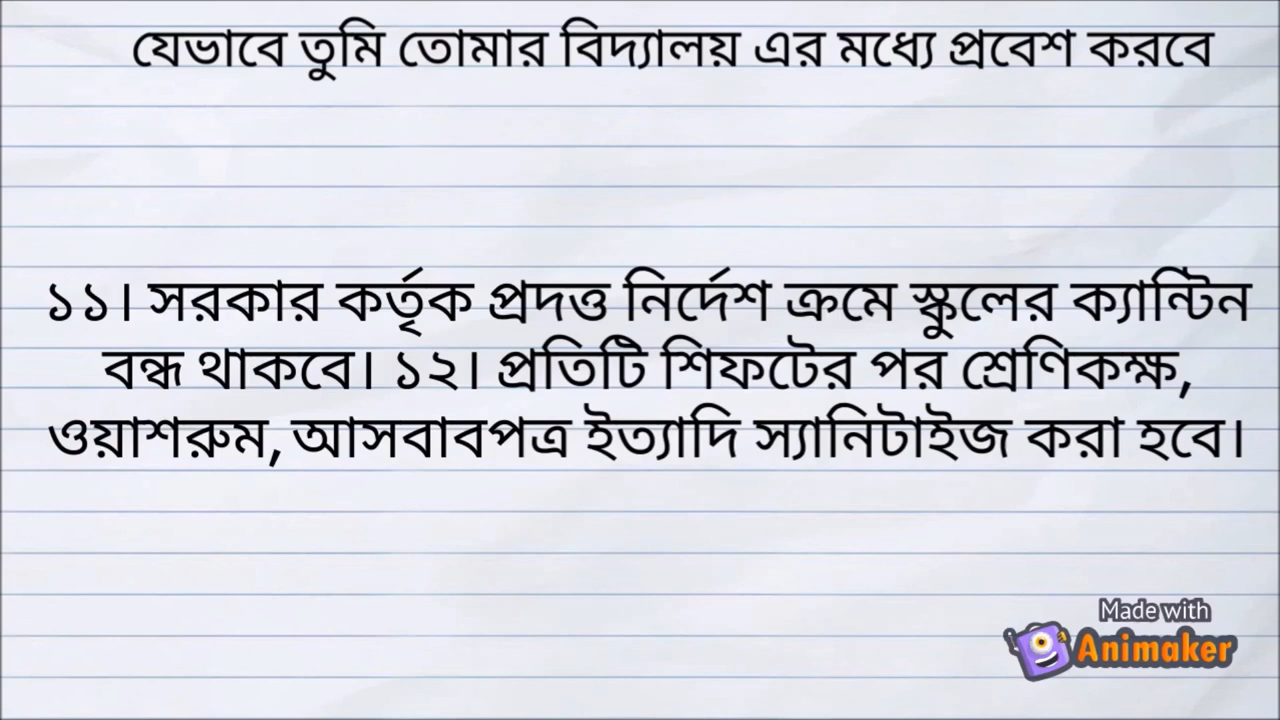 যেভাবে তুমি তোমার বিদ্যালয় এর মধ্যে প্রবেশ করবে
১১। সরকার কর্তৃক প্রদত্ত নির্দেশ ক্রমে স্কুলের ক্যান্টিন
বন্ধ থাকবে। ১২। প্রতিটি শিফটের পর শ্রেণিকক্ষ,
ওয়াশরুম, আসবাবপত্র ইত্যাদি স্যানিটাইজ করা হবে।
Made with
Animaker